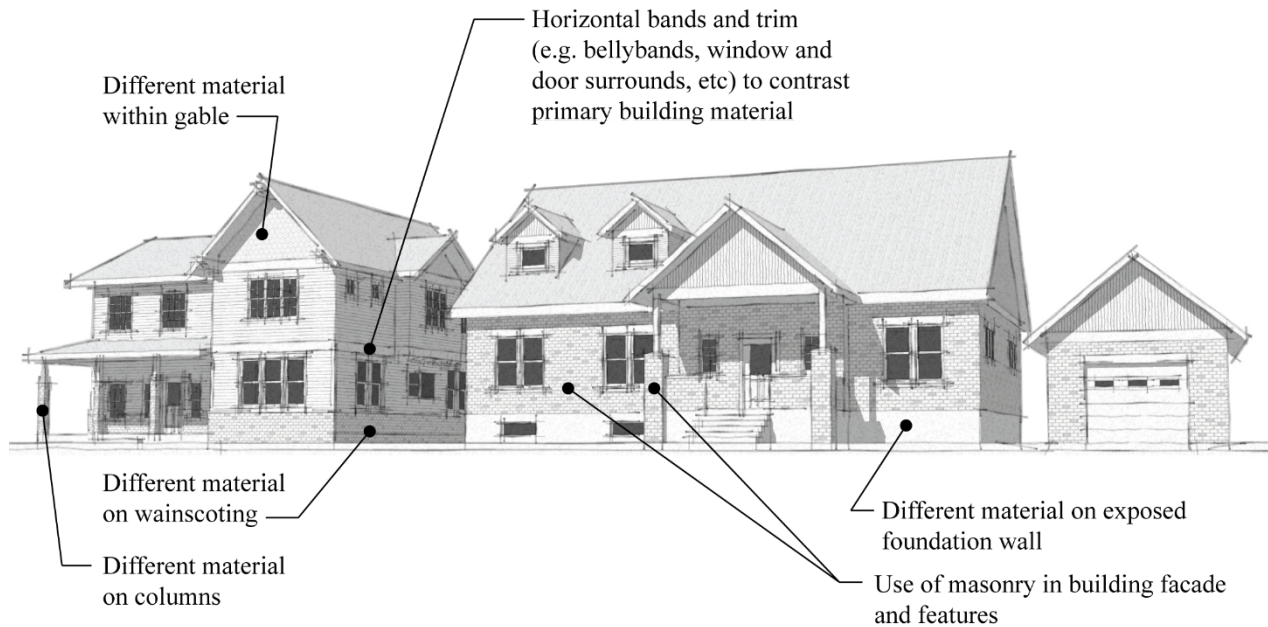 Horizontal bands and trim
(e.g. bellybands, window and
door surrounds, etc) to contrast
primary building material
Different material
within gable
Different material
on wainscoting
Different material
on columns
Different material on exposed
foundation wall
Use of masonry in building facade
and features